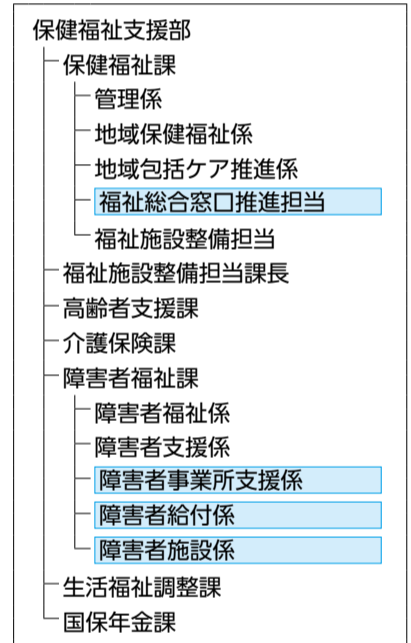 保健福祉支援部
保健福祉課
管理係
地域保健福祉係
地域包括ケア推進係
福祉総合窓口推進担当
福祉施設整備担当
福祉施設整備担当課長
高齢者支援課
介護保険課
障害者福祉課
障害者福祉係
障害者支援係
障害者事業所支援係
障害者給付係
障害者施設係
生活福祉調整課
国保年金課